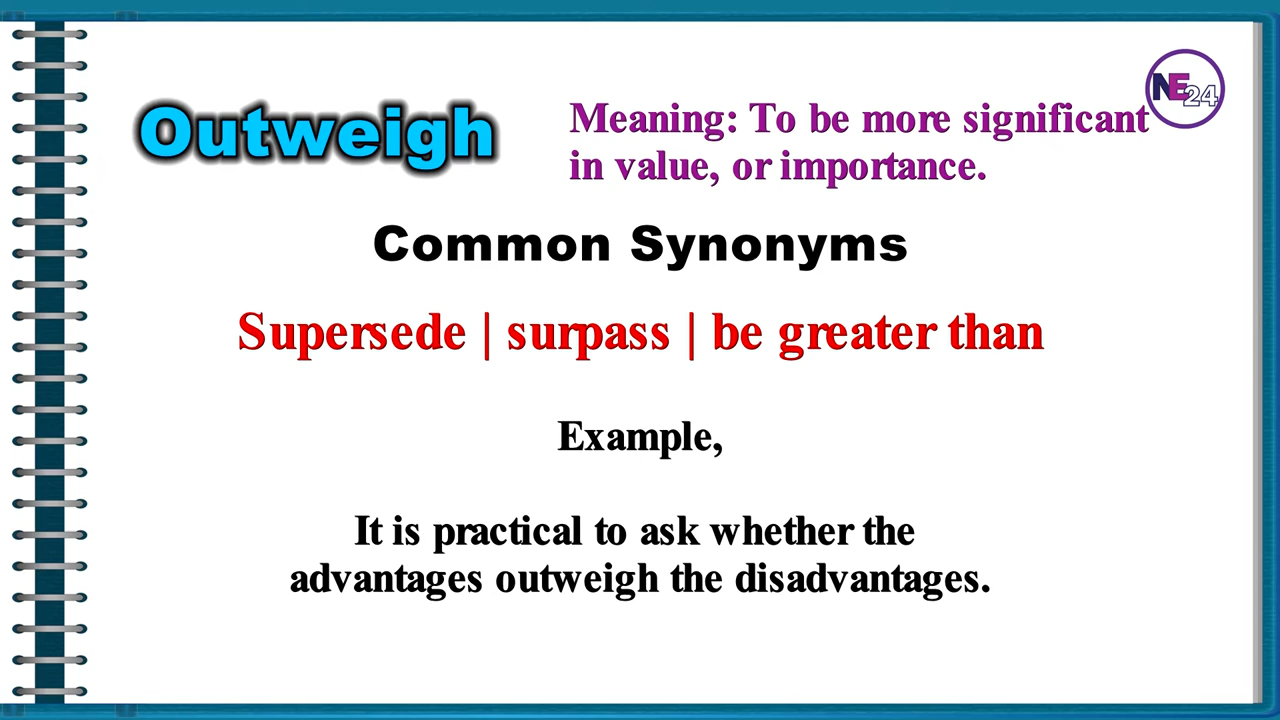 NE24
Outweigh
Meaning: To be more significant
in value, or importance.
Common Synonyms
Supersede | surpass | be greater than
Example,
It is practical to ask whether the
advantages outweigh the disadvantages.